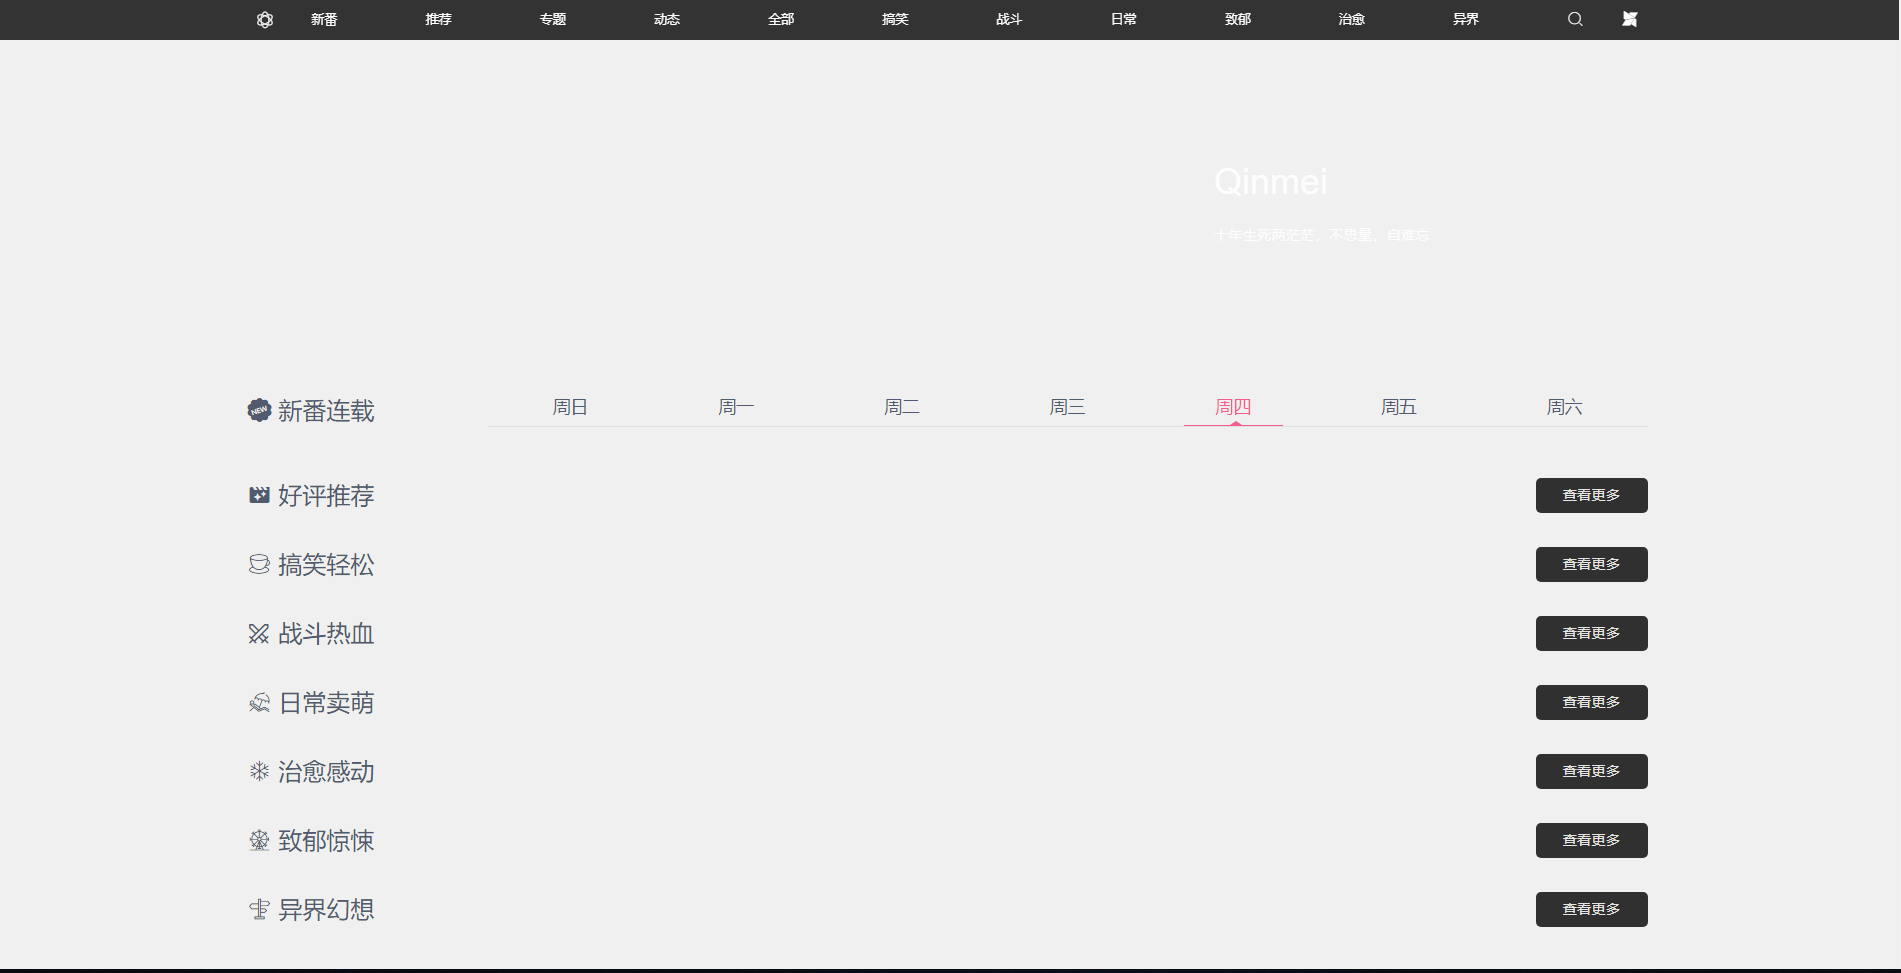 新番 推荐 专题 动态 全部 搞笑 战斗 日常 致郁 治愈 异界
Qinmei
十年生死两茫茫，不思量，自难忘
NEW 新番连载 周日 周一 周二 周三 周四 周五 周六
好评推荐 查看更多
搞笑轻松 查看更多
战斗热血 查看更多
日常卖萌 查看更多
治愈感动 查看更多
致郁惊悚 查看更多
异界幻想 查看更多